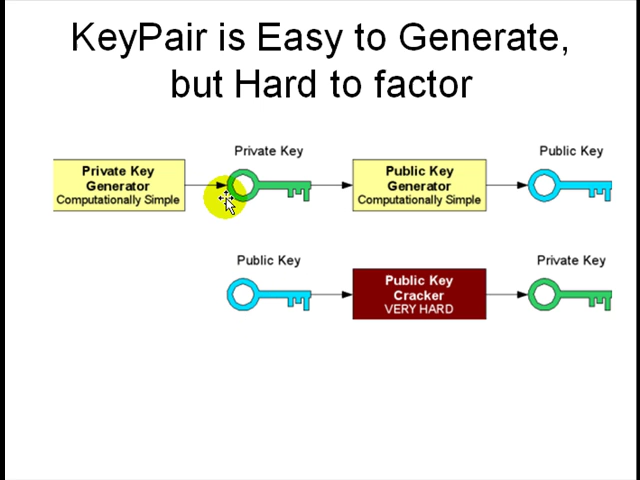 KeyPair is Easy to Generate,
but Hard to factor
Private Key
Public Key
Private Key
Generator
Computationally Simple
Public Key
Generator
Computationally Simple
Public Key
Private Key
Public Key
Cracker
VERY HARD